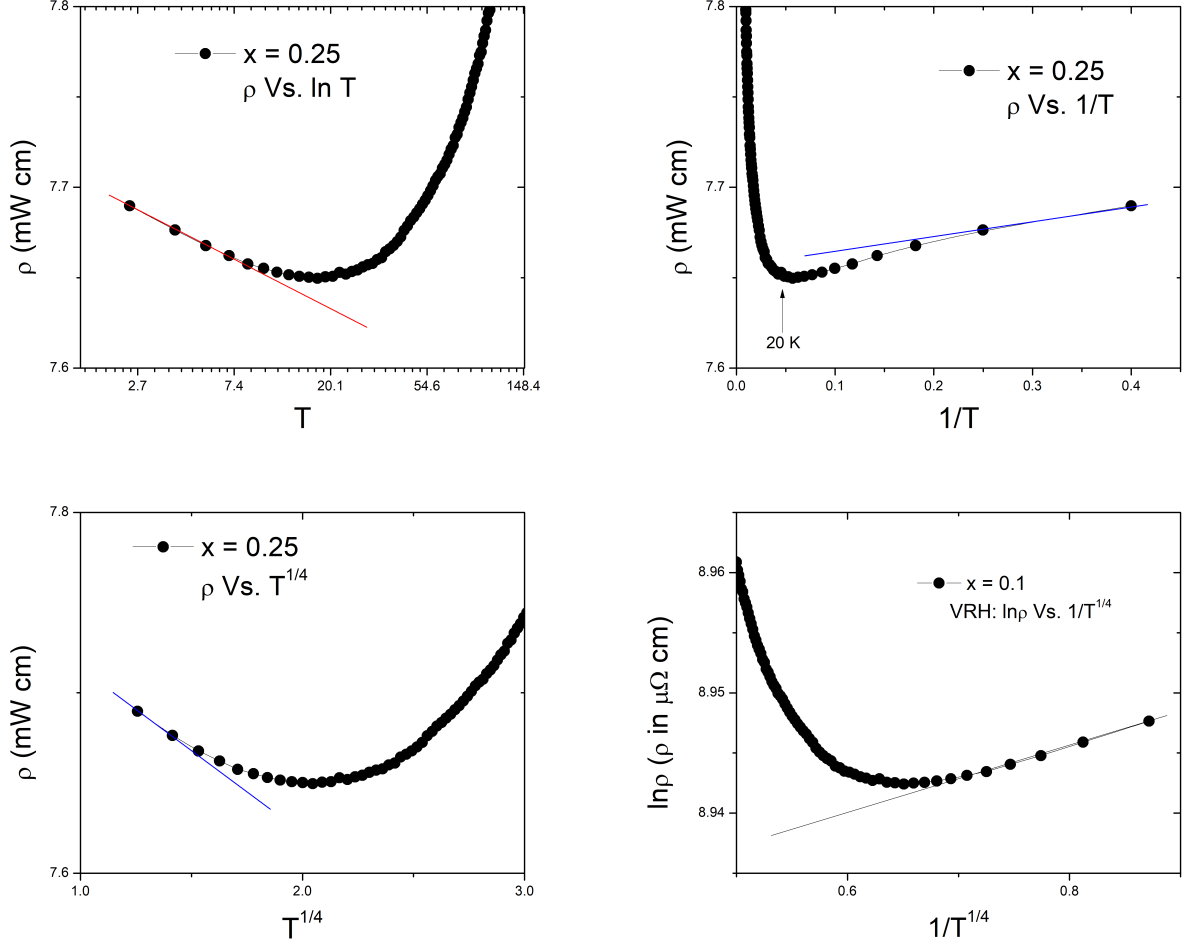 7.8
7.7
7.6
ρ (mW cm)
x = 0.25
ρ Vs. ln T
2.7 7.4 20.1 54.6 148.4
T
7.8
7.7
7.6
ρ (mW cm)
x = 0.25
ρ Vs. 1/T
20 K
0.0 0.1 0.2 0.3 0.4
1/T
7.8
7.6
ρ (mW cm)
x = 0.25
ρ Vs. T^1/4
1.0 2.0 3.0
T^1/4
8.96
8.95
8.94
lnρ (ρ in μΩ cm)
x = 0.1
VRH: lnρ Vs. 1/T^1/4
0.6 0.8
1/T^1/4